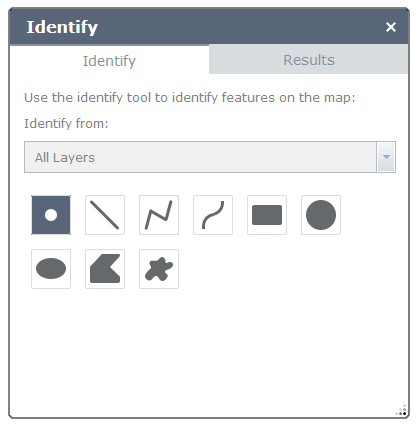 Identify
Identify
Results
Use the identify tool to identify features on the map:
Identify from:
All Layers